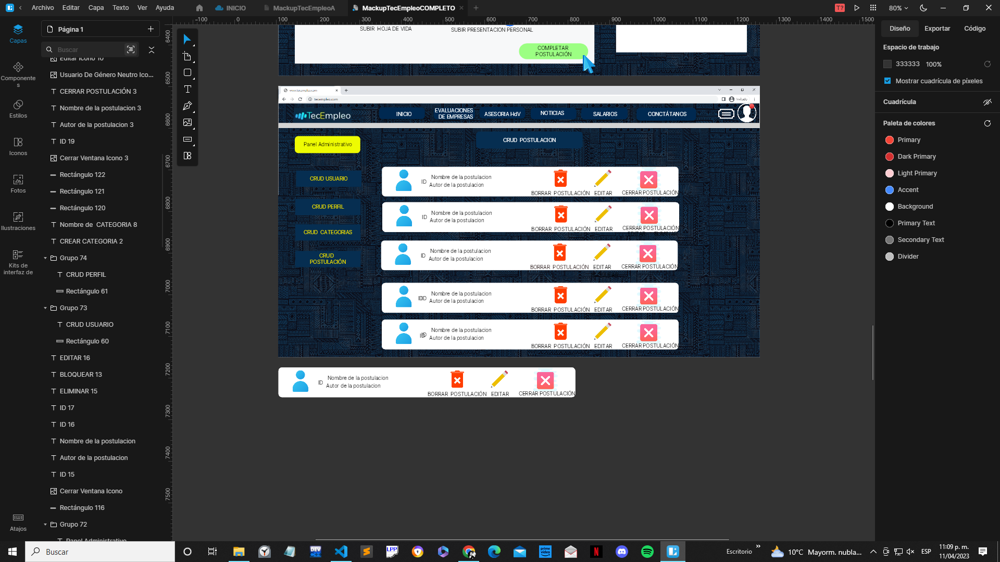 Archivo Editar Capa Texto Ver Ayuda
INICIO
MackupTecEmpleoA
MackupTecEmpleoCOMPLETO
T?
80%
-100 0 100 200 300 400 500 600 700 800 900 1000 1100 1200 1300 1400 1500
6400
6500
6600
6700
6800
6900
7000
7100
7200
7300
7400
7500
Capas
Componente
s
Estilos
Iconos
Fotos
Ilustraciones
Kits de
interfaz de
Atajos
Página 1
Buscar
Editar Icono 10
Usuario De Género Neutro Ico...
CERRAR POSTULACIÓN 3
Nombre de la postulacion 3
Autor de la postulacion 3
ID 19
Cerrar Ventana Icono 3
Rectángulo 122
Rectángulo 121
Rectángulo 120
Nombre de CATEGORIA 8
CREAR CATEGORIA 2
Grupo 74
CRUD PERFIL
Rectángulo 61
Grupo 73
CRUD USUARIO
Rectángulo 60
EDITAR 16
BLOQUEAR 13
ELIMINAR 15
ID 17
ID 16
Nombre de la postulacion
Autor de la postulacion
ID 15
Cerrar Ventana Icono
Rectángulo 116
Grupo 72
Panel Administrativo
SUBIR HOJA DE VIDA
SUBIR PRESENTACION PERSONAL
COMPLETAR
POSTULACIÓN
www.tecempleo.com
tecempleo.com
Invitado
TecEmpleo
INICIO
EVALUACIONES
DE EMPRESAS
ASESORIA HdV
NOTICIAS
SALARIOS
CONCTÁTANOS
Panel Administrativo
CRUD POSTULACION
CRUD USUARIO
CRUD PERFIL
CRUD CATEGORIAS
CRUD
POSTULACIÓN
ID
Nombre de la postulacion
Autor de la postulacion
BORRAR POSTULACIÓN EDITAR CERRAR POSTULACIÓN
ID
Nombre de la postulacion
Autor de la postulacion
BORRAR POSTULACIÓN EDITAR CERRAR POSTULACIÓN
EDITAR ELIMINAR
ID
Nombre de la postulacion
Autor de la postulacion
BORRAR POSTULACIÓN EDITAR CERRAR POSTULACIÓN
ID
Nombre de la postulacion
Autor de la postulacion
BORRAR POSTULACIÓN EDITAR CERRAR POSTULACIÓN
ID
Nombre de la postulacion
Autor de la postulacion
BORRAR POSTULACIÓN EDITAR CERRAR POSTULACIÓN
ID
Nombre de la postulacion
Autor de la postulacion
BORRAR POSTULACIÓN EDITAR CERRAR POSTULACIÓN
Diseño Exportar Código
Espacio de trabajo
333333 100%
Mostrar cuadrícula de píxeles
Cuadrícula
Paleta de colores
Primary
Dark Primary
Light Primary
Accent
Background
Primary Text
Secondary Text
Divider
Buscar
DEV
LPP
prime video
N
Escritorio
10°C Mayorm. nubla...
ESP
11:09 p. m.
11/04/2023